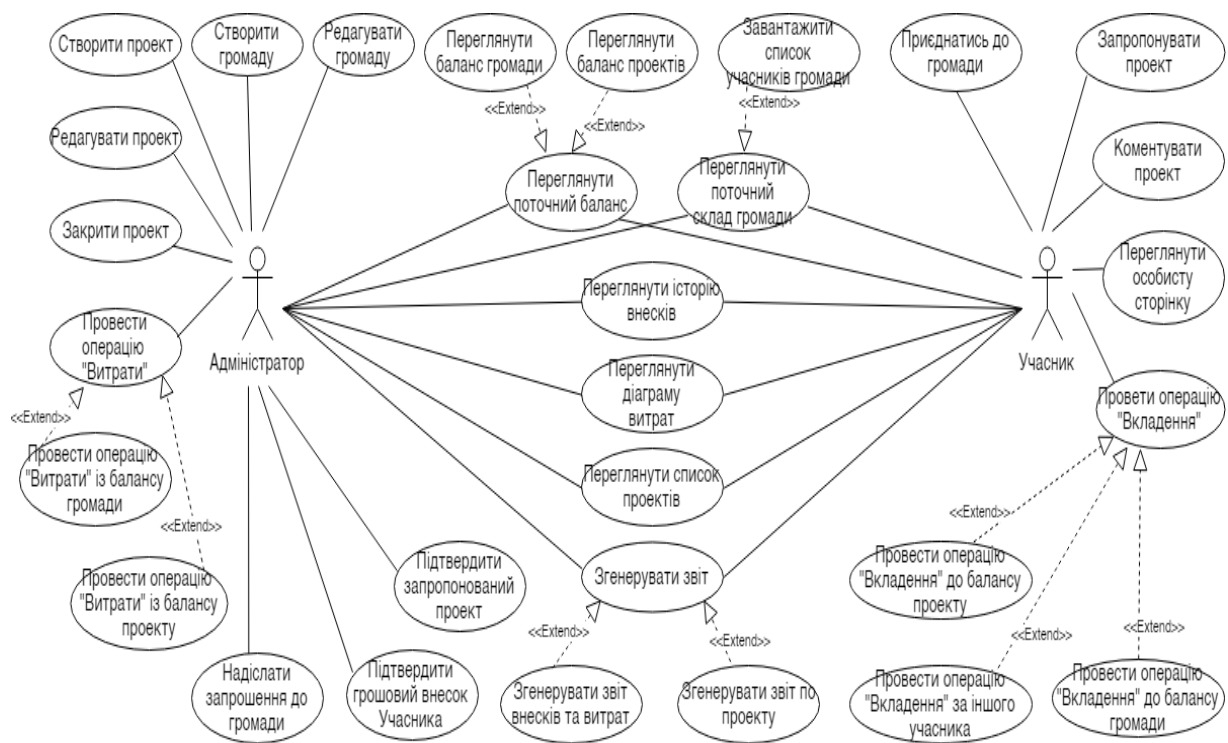 Створити проект
Створити
громаду
Редагувати
громаду
Переглянути
баланс громади
Переглянути
баланс проектів
Завантажити
список
учасників громади
Приєднатись до
громади
Запропонувати
проект
<<Extend>>
<<Extend>>
<<Extend>>
Редагувати проект
Переглянути
поточний баланс
Переглянути
поточний
склад громади
Коментувати
проект
Закрити проект
Переглянути
особисту
сторінку
Переглянути історію
внесків
Провести
операцію
"Витрати"
Адміністратор
Учасник
Переглянути
діаграму
витрат
Провети операцію
"Вкладення"
<<Extend>>
Провести операцію
"Витрати" із балансу
громади
Переглянути список
проектів
<<Extend>>
<<Extend>>
Провести операцію
"Витрати" із балансу
проекту
Підтвердити
запропонований
проект
Згенерувати звіт
Провести операцію
"Вкладення" до балансу
проекту
<<Extend>>
<<Extend>>
<<Extend>>
<<Extend>>
Надіслати
запрошення до
громади
Підтвердити
грошовий внесок
Учасника
Згенерувати звіт
внесків та витрат
Згенерувати звіт по
проекту
Провести операцію
"Вкладення" за іншого
учасника
Провести операцію
"Вкладення" до балансу
громади